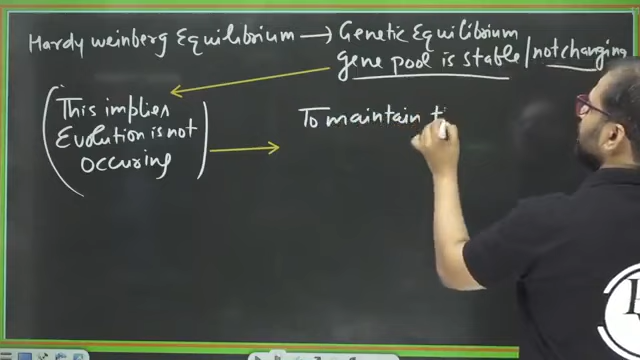 Hardy weinberg Equilibrium → Genetic Equilibrium
gene pool is stable / not changing
This implies
Evolution is not
occuring
To maintain t